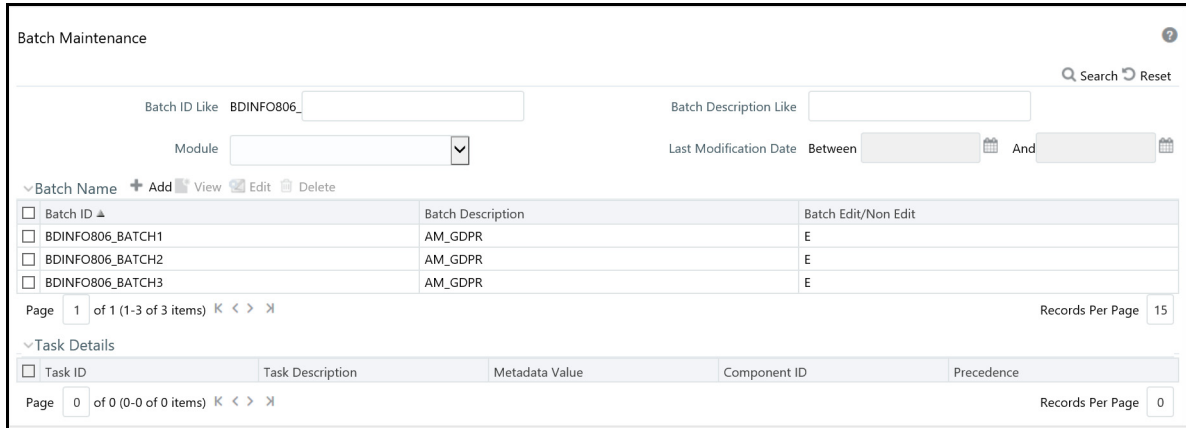 Batch Maintenance
Search Reset
Batch ID Like BDINFO806_ Batch Description Like
Module Last Modification Date Between And
Batch Name Add View Edit Delete
Batch ID Batch Description Batch Edit/Non Edit
BDINFO806_BATCH1 AM_GDPR E
BDINFO806_BATCH2 AM_GDPR E
BDINFO806_BATCH3 AM_GDPR E
Page 1 of 1 (1-3 of 3 items) Records Per Page 15
Task Details
Task ID Task Description Metadata Value Component ID Precedence
Page 0 of 0 (0-0 of 0 items) Records Per Page 0